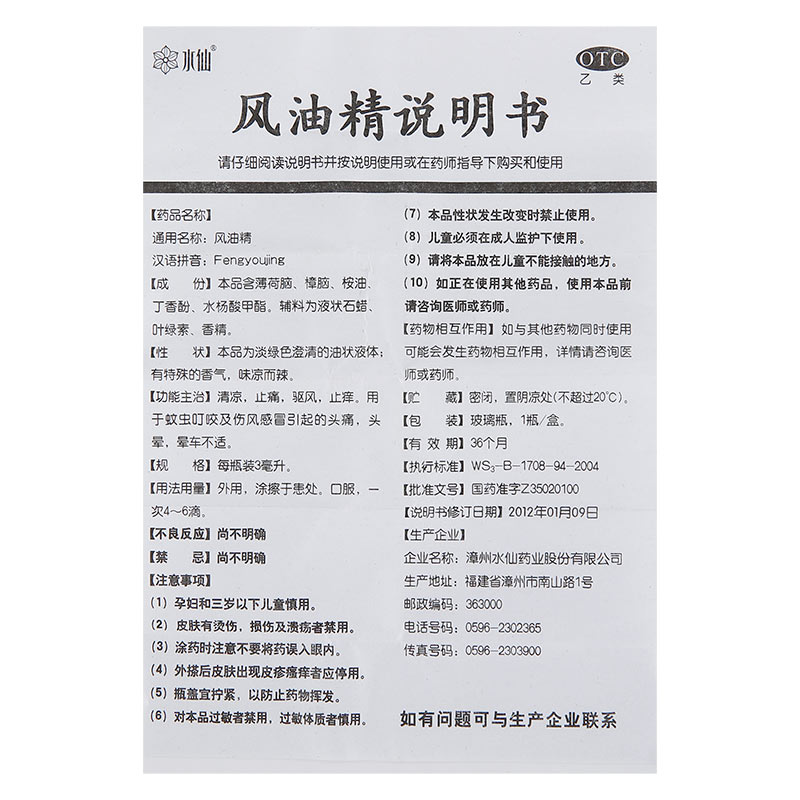 水仙®
OTC
乙类
风油精说明书
请仔细阅读说明书并按说明使用或在药师指导下购买和使用
【药品名称】
通用名称：风油精
汉语拼音：Fengyoujing
【成　份】本品含薄荷脑、樟脑、桉油、
丁香酚、水杨酸甲酯。辅料为液状石蜡、
叶绿素、香精。
【性　状】本品为淡绿色澄清的油状液体；
有特殊的香气，味凉而辣。
【功能主治】清凉，止痛，驱风，止痒。用
于蚊虫叮咬及伤风感冒引起的头痛，头
晕，晕车不适。
【规　格】每瓶装3毫升。
【用法用量】外用，涂擦于患处。口服，一
次4～6滴。
【不良反应】尚不明确
【禁　忌】尚不明确
【注意事项】
（1）孕妇和三岁以下儿童慎用。
（2）皮肤有烫伤，损伤及溃疡者禁用。
（3）涂药时注意不要将药误入眼内。
（4）外搽后皮肤出现皮疹瘙痒者应停用。
（5）瓶盖宜拧紧，以防止药物挥发。
（6）对本品过敏者禁用，过敏体质者慎用。
（7）本品性状发生改变时禁止使用。
（8）儿童必须在成人监护下使用。
（9）请将本品放在儿童不能接触的地方。
（10）如正在使用其他药品，使用本品前
请咨询医师或药师。
【药物相互作用】如与其他药物同时使用
可能会发生药物相互作用，详情请咨询医
师或药师。
【贮　藏】密闭，置阴凉处(不超过20℃)。
【包　装】玻璃瓶，1瓶/盒。
【有 效 期】36个月
【执行标准】WS₃-B-1708-94-2004
【批准文号】国药准字Z35020100
【说明书修订日期】2012年01月09日
【生产企业】
企业名称：漳州水仙药业股份有限公司
生产地址：福建省漳州市南山路1号
邮政编码：363000
电话号码：0596-2302365
传真号码：0596-2303900
如有问题可与生产企业联系